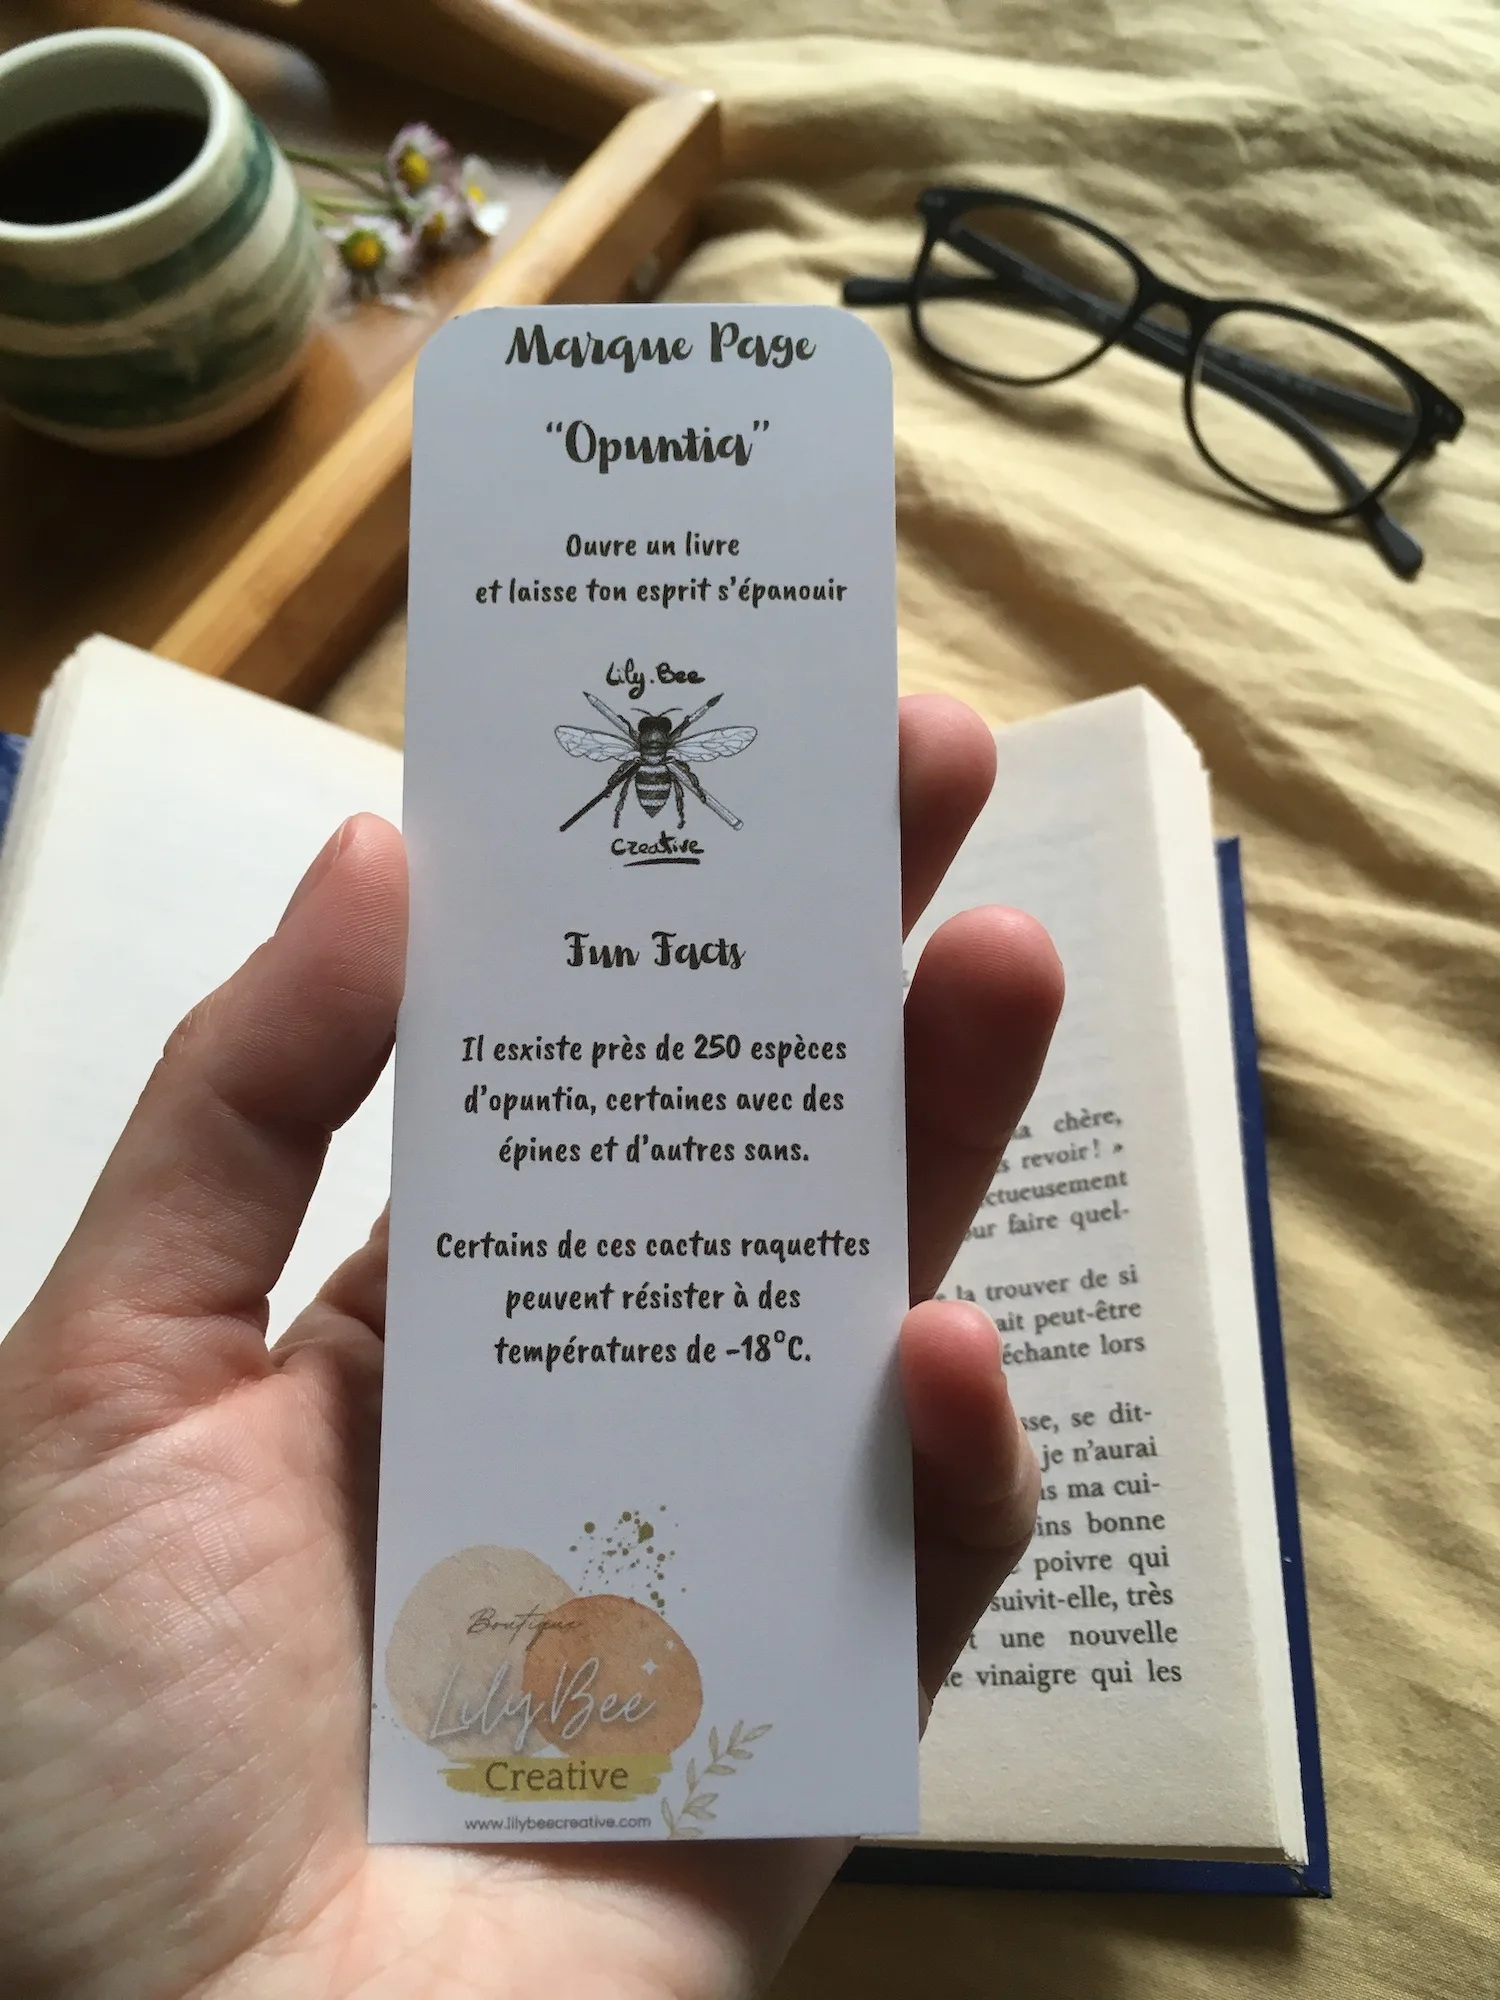 Marque Page
“Opuntia”
Ouvre un livre
et laisse ton esprit s’épanouir
Lily.Bee
Creative
Fun Facts
Il esxiste près de 250 espèces
d’opuntia, certaines avec des
épines et d’autres sans.
Certains de ces cactus raquettes
peuvent résister à des
températures de -18°C.
Boutique
LilyBee
Creative
www.lilybeecreative.com
chère,
revoir! »
faire quel-
la trouver de si
ait peut-être
lors
se dit-
je n’aurai
ma cui-
bonne
poivre qui
suivit-elle, très
une nouvelle
vinaigre qui les